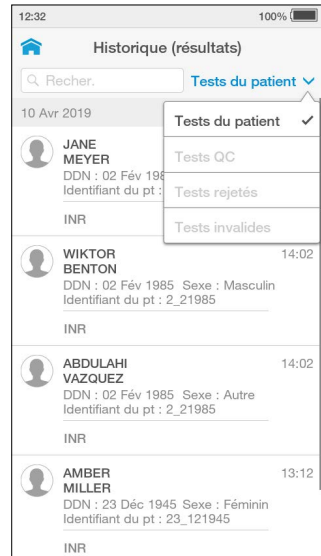 12:32 100%
Historique (résultats)
Recher. Tests du patient
10 Avr 2019
Tests du patient
Tests QC
Tests rejetés
Tests invalides
JANE
MEYER
DDN : 02 Fév 198
Identifiant du pt :
INR
WIKTOR 14:02
BENTON
DDN : 02 Fév 1985 Sexe : Masculin
Identifiant du pt : 2_21985
INR
ABDULAHI 14:02
VAZQUEZ
DDN : 02 Fév 1985 Sexe : Autre
Identifiant du pt : 2_21985
INR
AMBER 13:12
MILLER
DDN : 23 Déc 1945 Sexe : Féminin
Identifiant du pt : 23_121945
INR